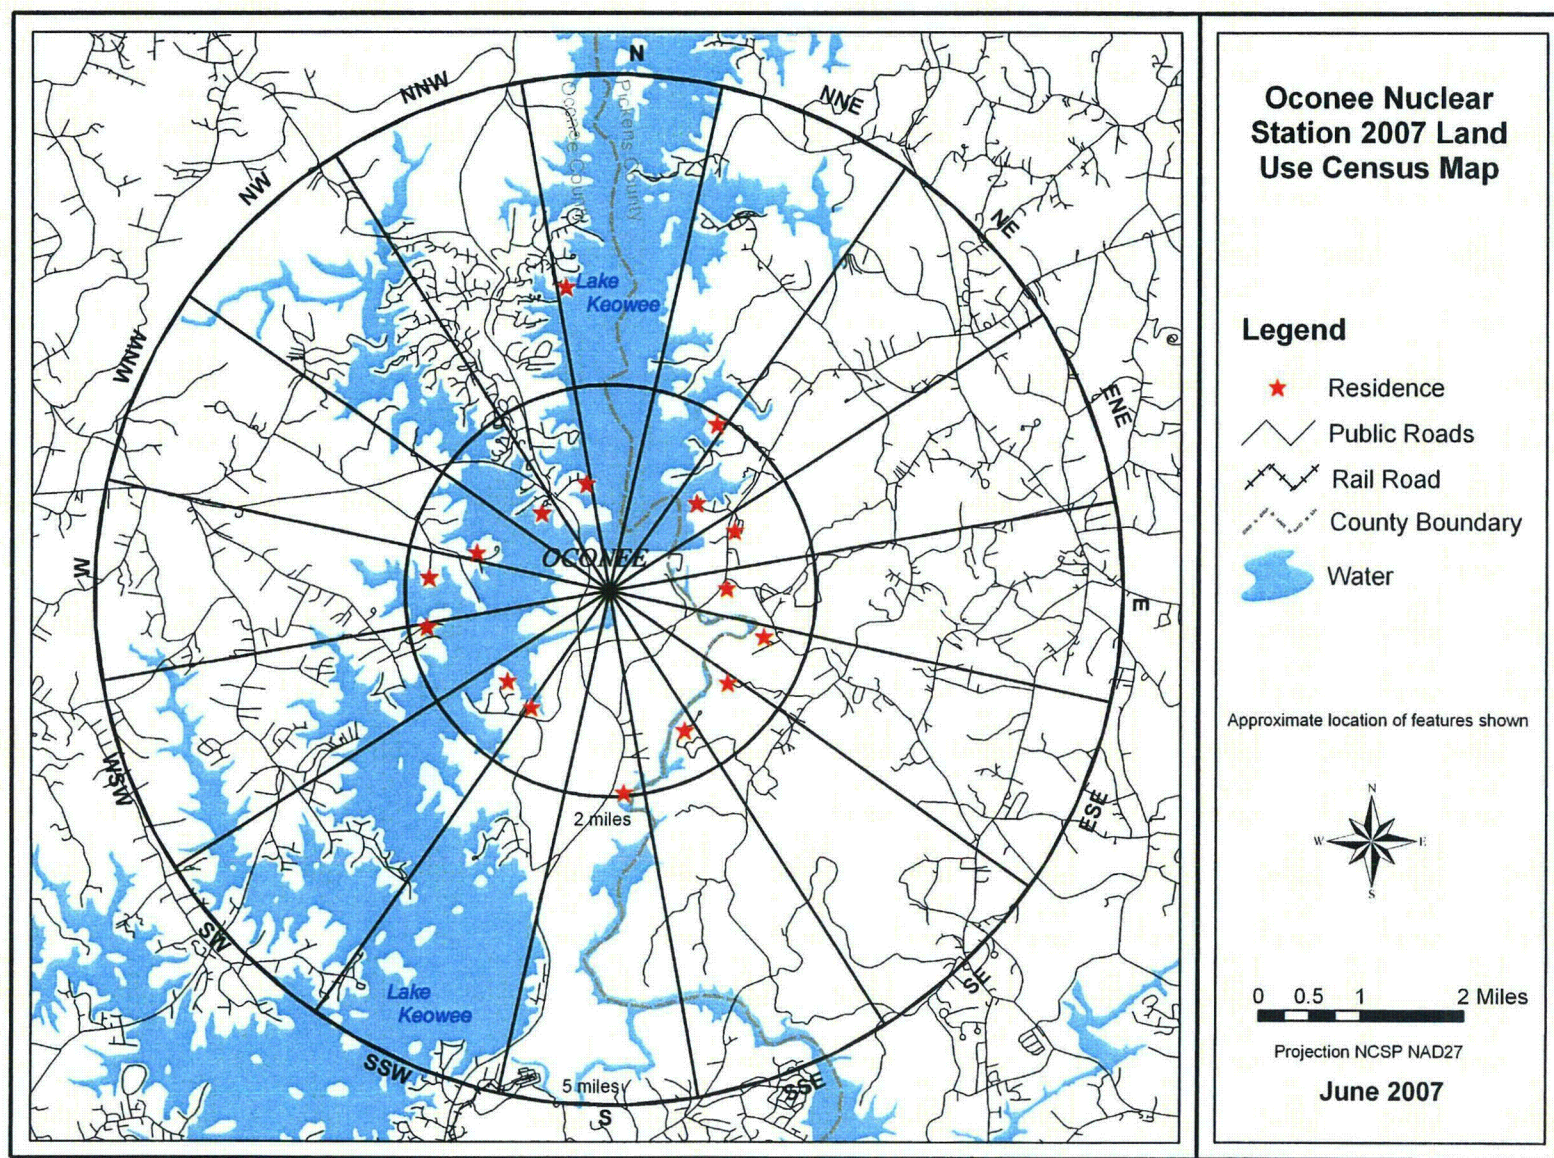 N
NNW
NNE
NW
NE
WNW
ENE
W
E
WSW
ESE
SW
SE
SSW
SSE
S
Oconee County
Pickens County
Lake
Keowee
OCONEE
2 miles
Lake
Keowee
5 miles
Oconee Nuclear
Station 2007 Land
Use Census Map
Legend
Residence
Public Roads
Rail Road
County Boundary
Water
Approximate location of features shown
N
W
E
S
0 0.5 1 2 Miles
Projection NCSP NAD27
June 2007